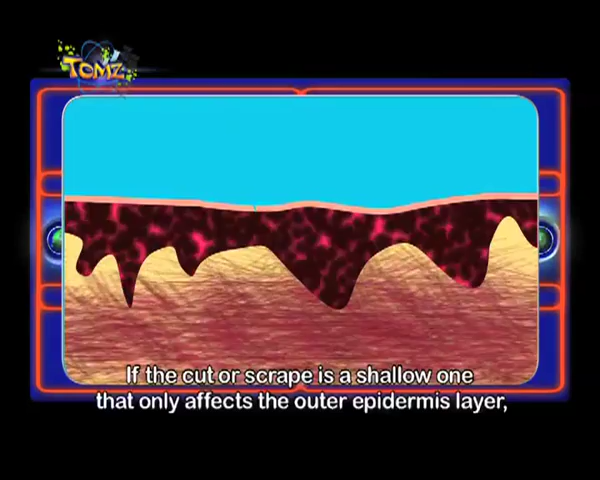 TOMZ
If the cut or scrape is a shallow one
that only affects the outer epidermis layer,